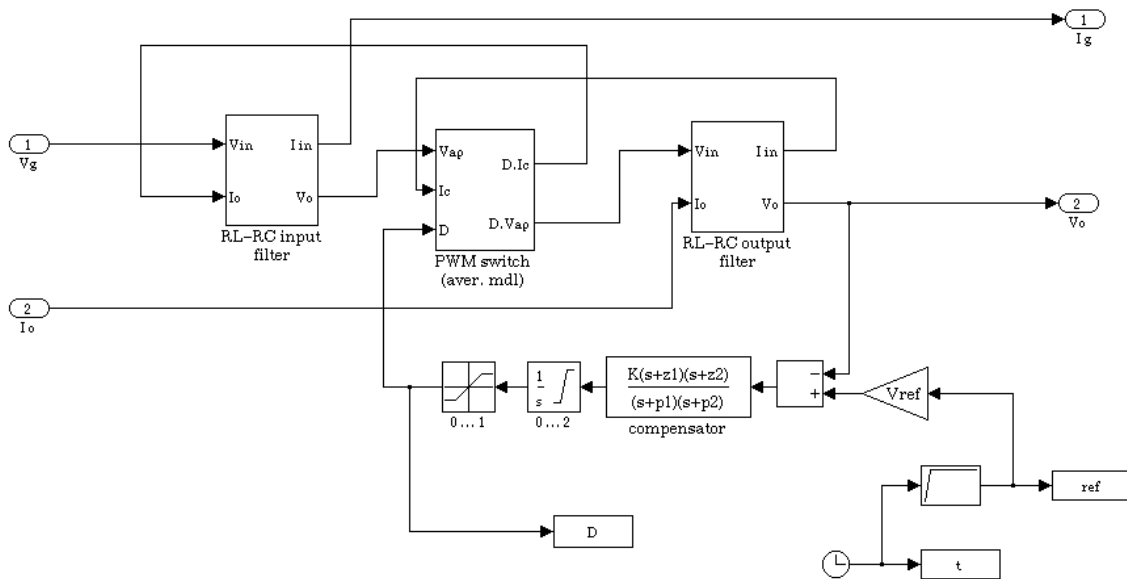 1
Ig
1
Vg
Vin
Iin
Io
Vo
RL-RC input
filter
Vap
Ic
D
D.Ic
D.Vap
PWM switch
(aver. mdl)
Vin
Iin
Io
Vo
RL-RC output
filter
2
Vo
2
Io
0...1
1
s
0...2
K(s+z1)(s+z2)
(s+p1)(s+p2)
compensator
−
+
Vref
ref
D
t